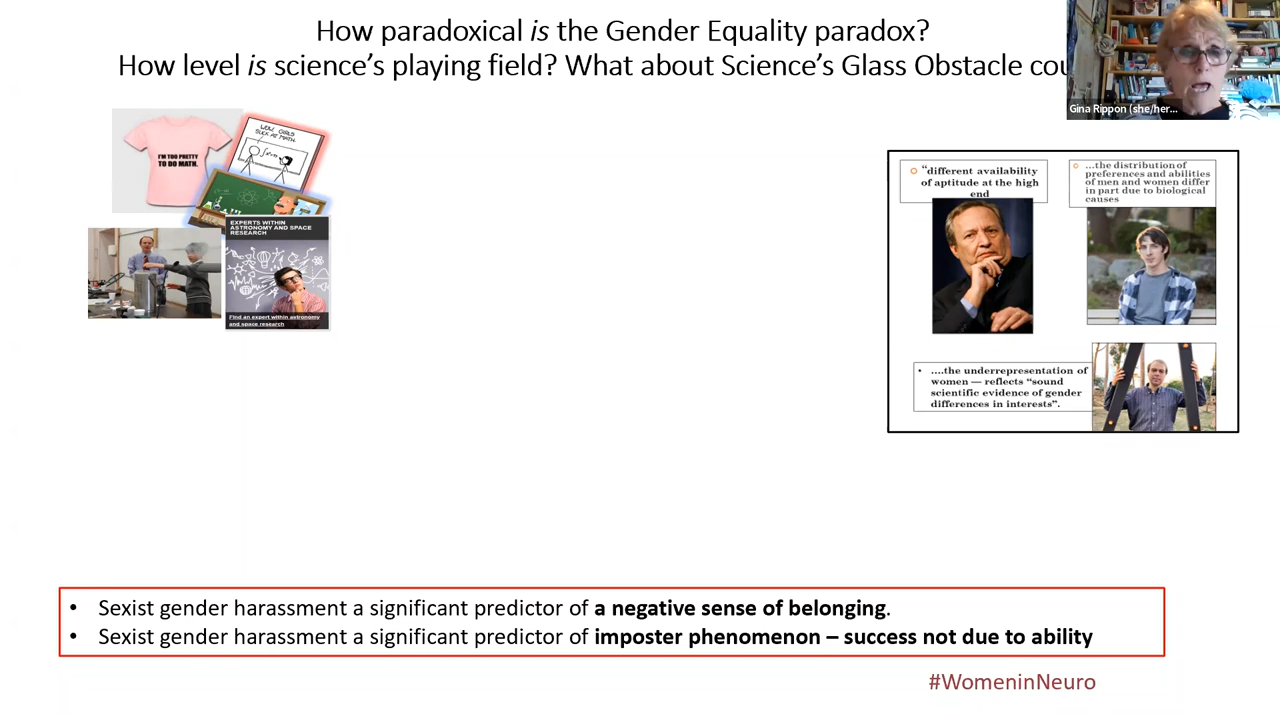 How paradoxical is the Gender Equality paradox?
How level is science's playing field? What about Science's Glass Obstacle cou
Gina Rippon (she/her...
I'M TOO PRETTY
TO DO MATH.
WOW, GIRLS
SUCK AT MATH.
EXPERTS WITHIN
ASTRONOMY AND SPACE
RESEARCH
Find an expert within astronomy
and space research
"different availability
of aptitude at the high
end
...the distribution of
preferences and abilities
of men and women differ
in part due to biological
causes
• ....the underrepresentation of
women — reflects "sound
scientific evidence of gender
differences in interests".
• Sexist gender harassment a significant predictor of a negative sense of belonging.
• Sexist gender harassment a significant predictor of imposter phenomenon – success not due to ability
#WomeninNeuro